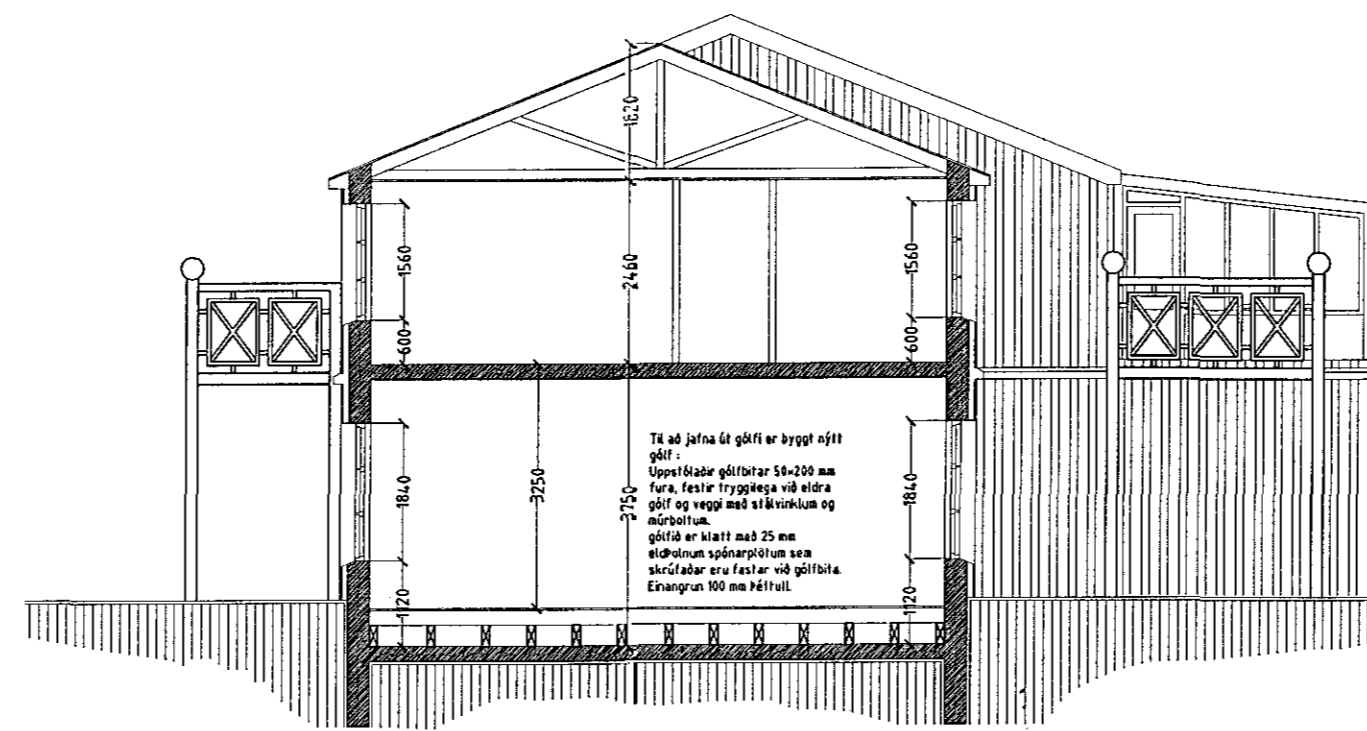 1620
1560
2460
1560
600
600
Til að jafna út gólfi er byggt nýtt
gólf :
Uppstólaðir gólfbitar 50×200 mm
fura, festir tryggilega við eldra
gólf og veggi með stálvinklum og
múrboltum.
gólfið er klætt með 25 mm
eldþolnum spónarplötum sem
skrúfaðar eru fastar við gólfbita.
Einangrun 100 mm þéttull.
1840
3250
3750
1840
1120
1120